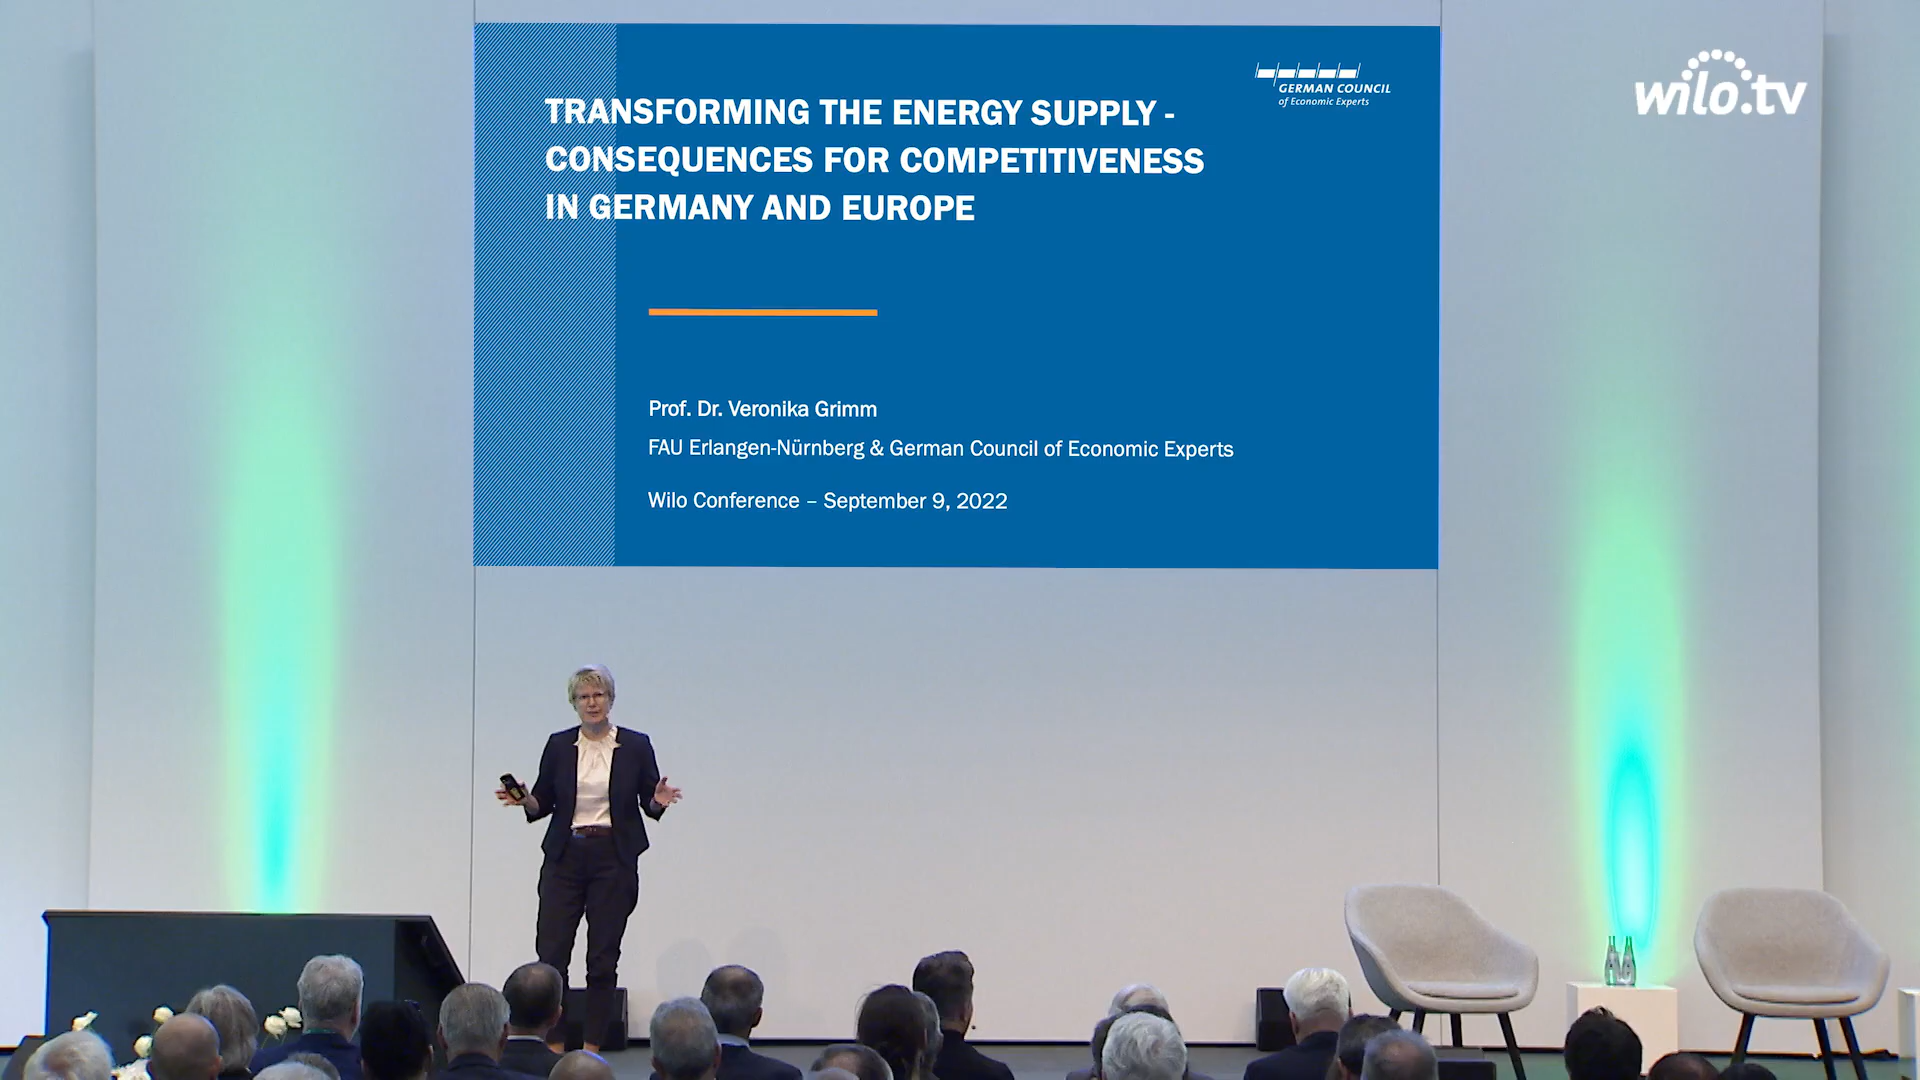 GERMAN COUNCIL
of Economic Experts
wilo.tv
TRANSFORMING THE ENERGY SUPPLY -
CONSEQUENCES FOR COMPETITIVENESS
IN GERMANY AND EUROPE
Prof. Dr. Veronika Grimm
FAU Erlangen-Nürnberg & German Council of Economic Experts
Wilo Conference – September 9, 2022